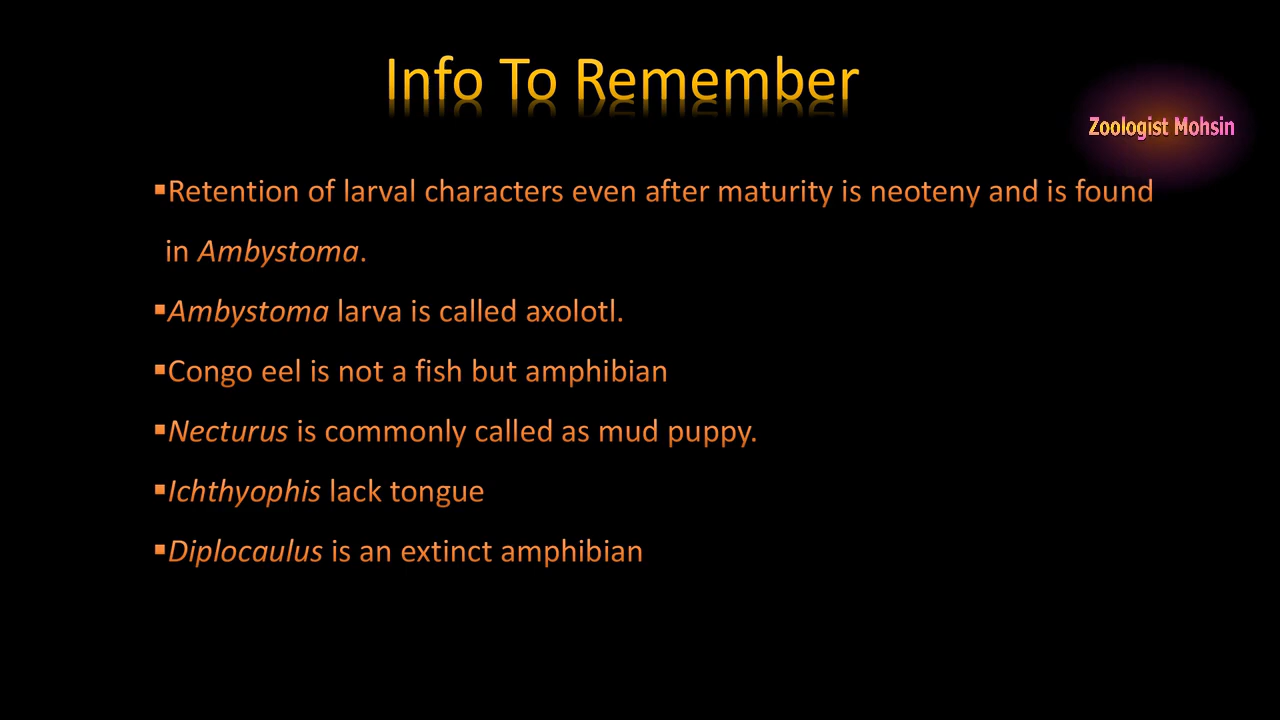 Info To Remember
Zoologist Mohsin
▪Retention of larval characters even after maturity is neoteny and is found
in Ambystoma.
▪Ambystoma larva is called axolotl.
▪Congo eel is not a fish but amphibian
▪Necturus is commonly called as mud puppy.
▪Ichthyophis lack tongue
▪Diplocaulus is an extinct amphibian